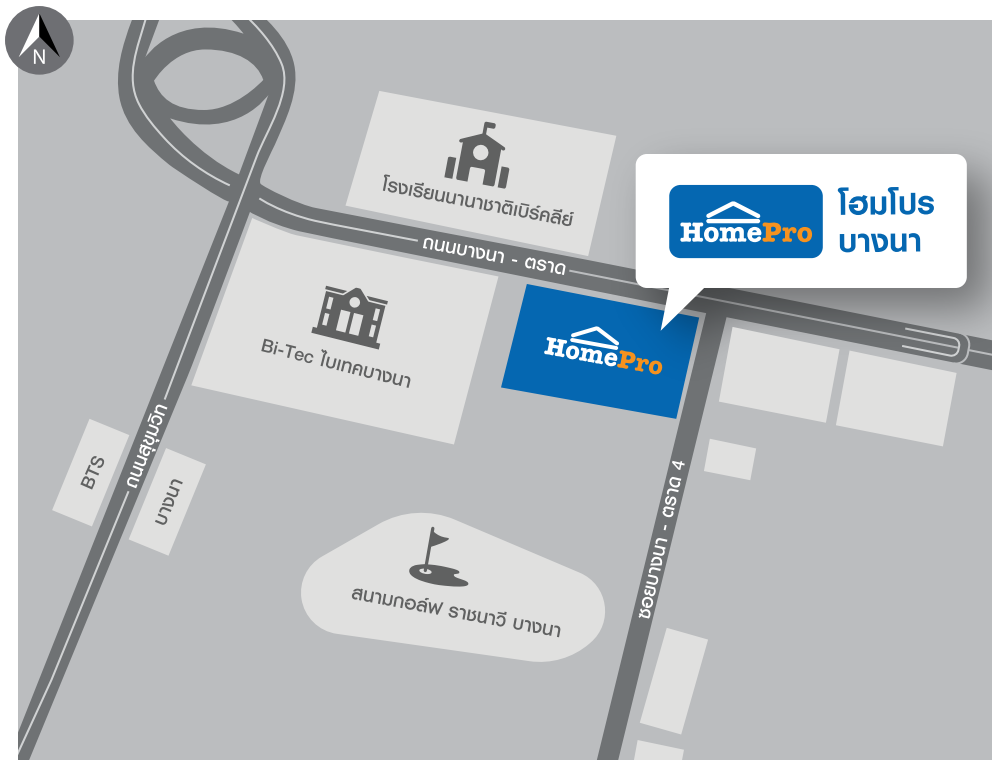 N
โรงเรียนนานาชาติเบิร์คลีย์
HomePro
โฮมโปร
บางนา
ถนนบางนา - ตราด
Bi-Tec ไบเทคบางนา
HomePro
ถนนสุขุมวิท
BTS
บางนา
ซอยบางนา - ตราด 4
สนามกอล์ฟ ราชนาวี บางนา